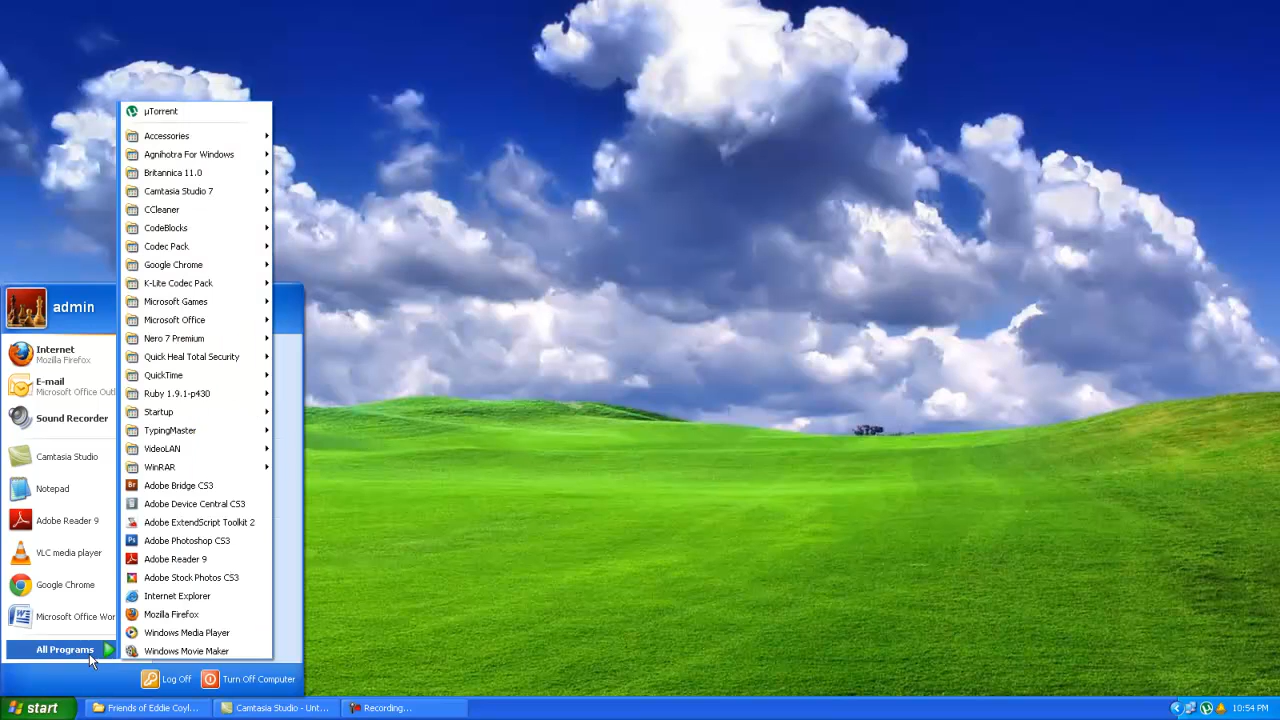 µTorrent
Accessories
Agnihotra For Windows
Britannica 11.0
Camtasia Studio 7
CCleaner
CodeBlocks
Codec Pack
Google Chrome
K-Lite Codec Pack
Microsoft Games
Microsoft Office
Nero 7 Premium
Quick Heal Total Security
QuickTime
Ruby 1.9.1-p430
Startup
TypingMaster
VideoLAN
WinRAR
Adobe Bridge CS3
Adobe Device Central CS3
Adobe ExtendScript Toolkit 2
Adobe Photoshop CS3
Adobe Reader 9
Adobe Stock Photos CS3
Internet Explorer
Mozilla Firefox
Windows Media Player
Windows Movie Maker
admin
Internet
Mozilla Firefox
E-mail
Microsoft Office Outl
Sound Recorder
Camtasia Studio
Notepad
Adobe Reader 9
VLC media player
Google Chrome
Microsoft Office Wor
All Programs
Log Off
Turn Off Computer
start
Friends of Eddie Coyl...
Camtasia Studio - Unt...
Recording...
10:54 PM